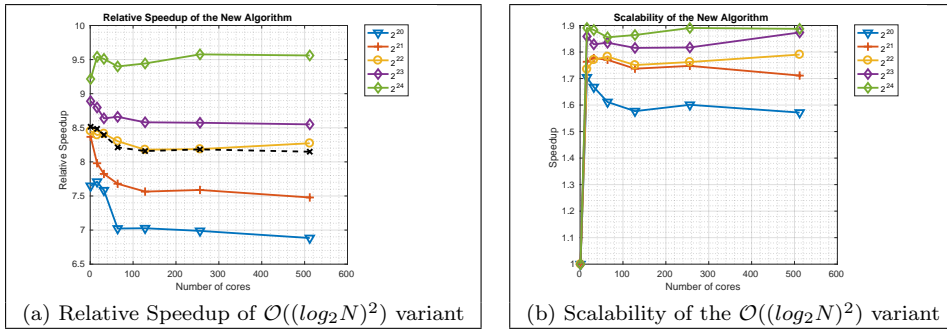 Relative Speedup of the New Algorithm
10
9.5
9
8.5
8
7.5
7
6.5
Relative Speedup
0 100 200 300 400 500 600
Number of cores
2^20
2^21
2^22
2^23
2^24
(a) Relative Speedup of $\mathcal{O}((log_2 N)^2)$ variant
Scalability of the New Algorithm
1.9
1.8
1.7
1.6
1.5
1.4
1.3
1.2
1.1
1
Speedup
0 100 200 300 400 500 600
Number of cores
2^20
2^21
2^22
2^23
2^24
(b) Scalability of the $\mathcal{O}((log_2 N)^2)$ variant